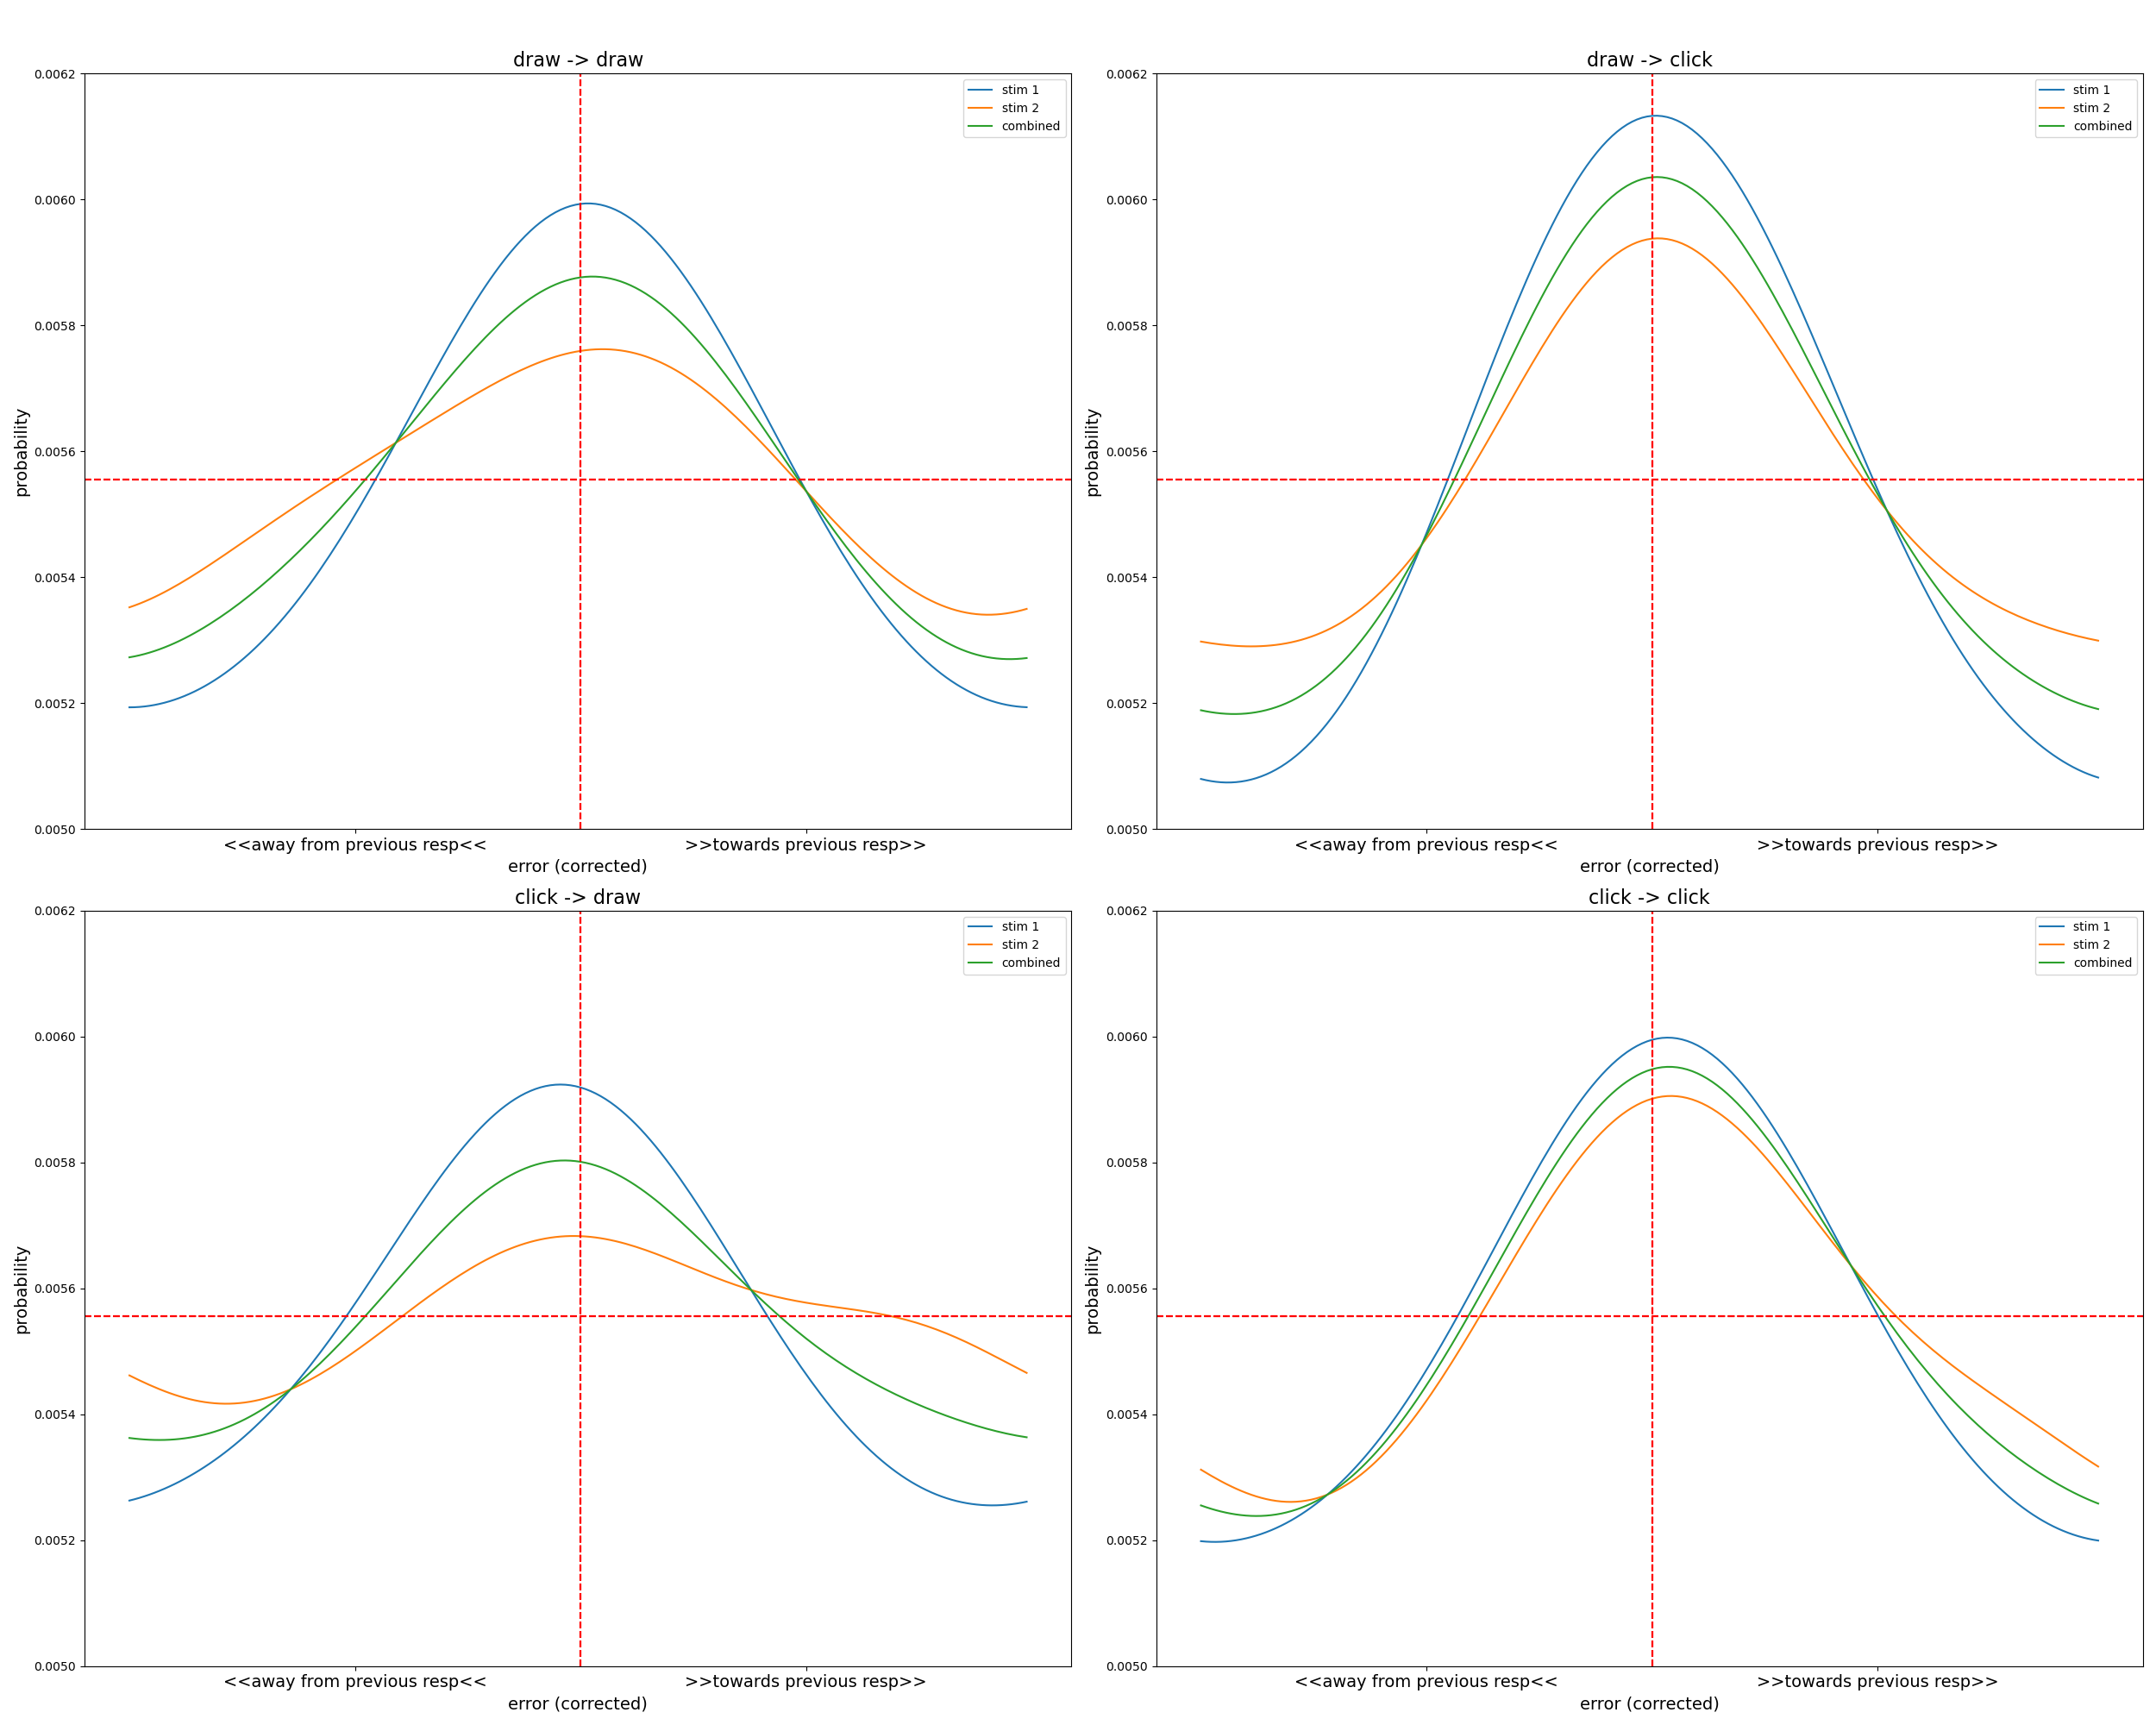 draw -> draw
0.0062
0.0060
0.0058
0.0056
0.0054
0.0052
0.0050
probability
stim 1
stim 2
combined
<<away from previous resp<<
>>towards previous resp>>
error (corrected)
draw -> click
0.0062
0.0060
0.0058
0.0056
0.0054
0.0052
0.0050
probability
stim 1
stim 2
combined
<<away from previous resp<<
>>towards previous resp>>
error (corrected)
click -> draw
0.0062
0.0060
0.0058
0.0056
0.0054
0.0052
0.0050
probability
stim 1
stim 2
combined
<<away from previous resp<<
>>towards previous resp>>
error (corrected)
click -> click
0.0062
0.0060
0.0058
0.0056
0.0054
0.0052
0.0050
probability
stim 1
stim 2
combined
<<away from previous resp<<
>>towards previous resp>>
error (corrected)